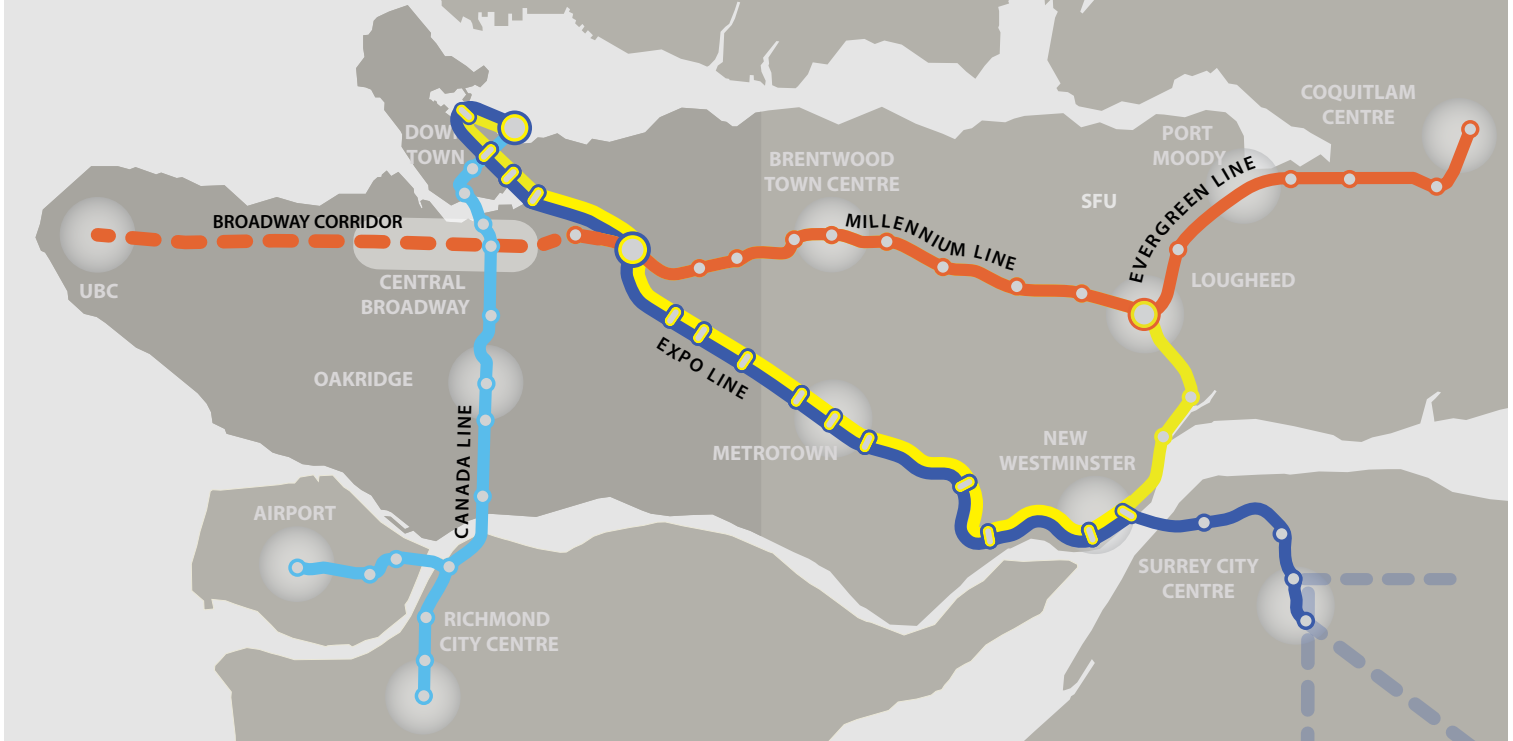 COQUITLAM
CENTRE
DOWN
TOWN
PORT
MOODY
BRENTWOOD
TOWN CENTRE
SFU
EVERGREEN LINE
BROADWAY CORRIDOR
MILLENNIUM LINE
UBC
CENTRAL
BROADWAY
LOUGHEED
EXPO LINE
OAKRIDGE
CANADA LINE
METROTOWN
NEW
WESTMINSTER
AIRPORT
SURREY CITY
CENTRE
RICHMOND
CITY CENTRE